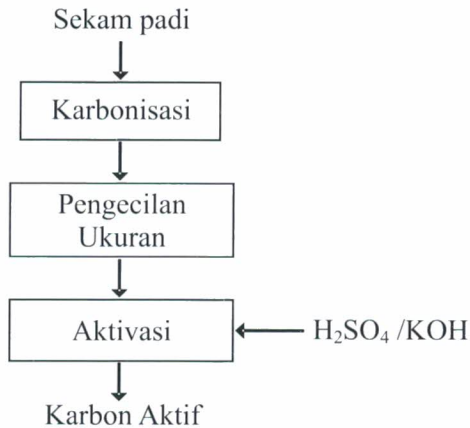 Sekam padi
Karbonisasi
Pengecilan
Ukuran
Aktivasi
H₂SO₄ /KOH
Karbon Aktif